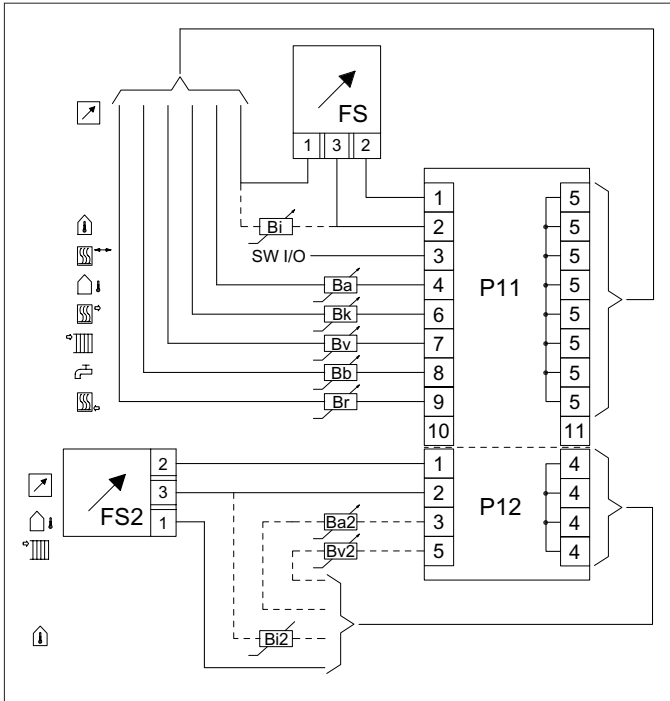 FS
1 3 2
1 5
Bi 2 5
SW I/O 3 5
Ba 4 P11 5
Bk 6 5
Bv 7 5
Bb 8 5
Br 9 5
10 11
2 1 4
3 2 P12 4
FS2 1 Ba2 3 4
Bv2 5 4
Bi2